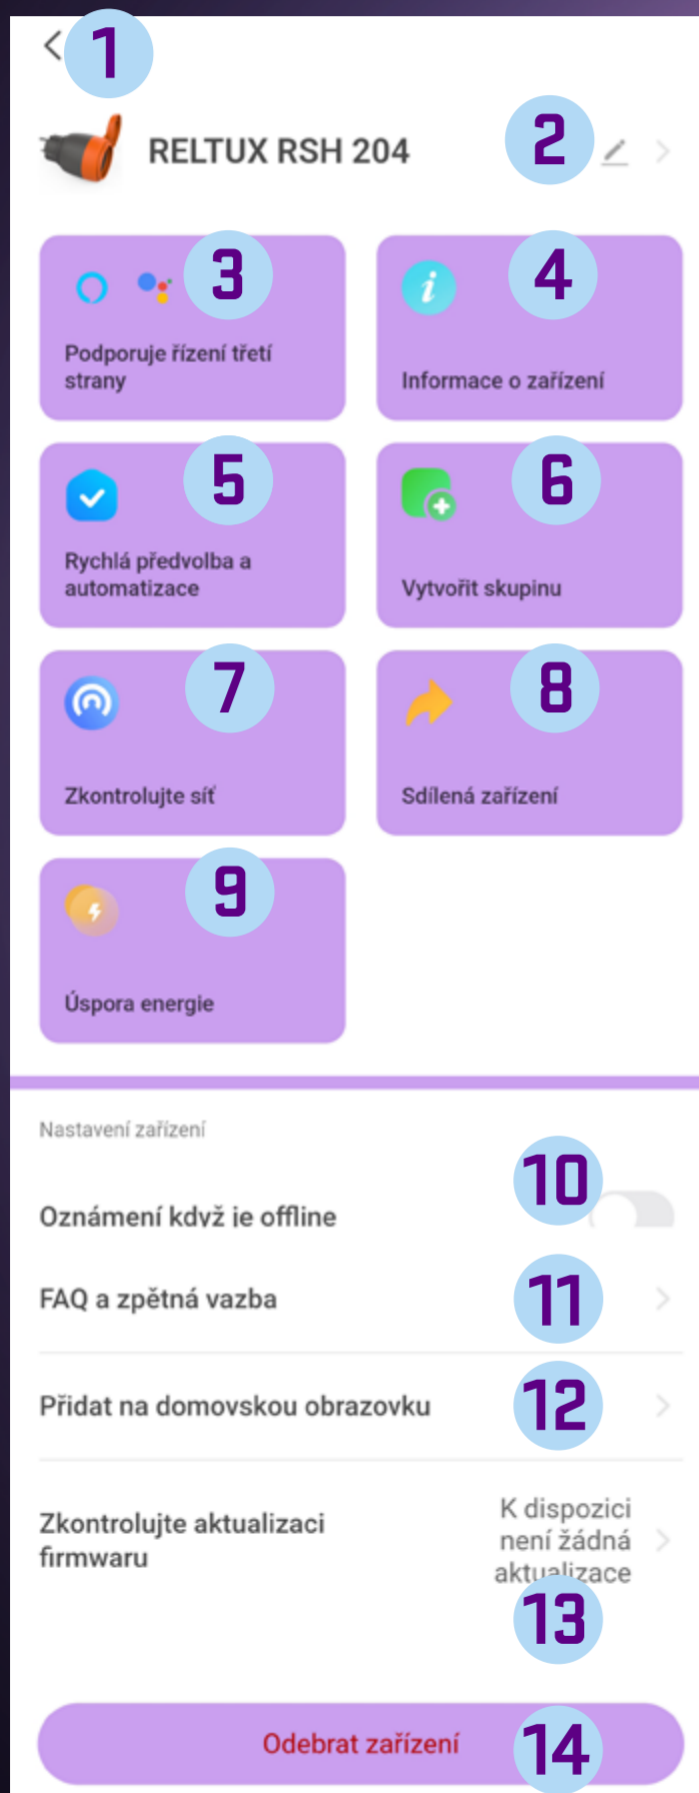 1
RELTUX RSH 204
2
3
Podporuje řízení třetí
strany
4
Informace o zařízení
5
Rychlá předvolba a
automatizace
6
Vytvořit skupinu
7
Zkontrolujte síť
8
Sdílená zařízení
9
Úspora energie
Nastavení zařízení
Oznámení když je offline
10
FAQ a zpětná vazba
11
Přidat na domovskou obrazovku
12
Zkontrolujte aktualizaci
firmwaru
K dispozici
není žádná
aktualizace
13
Odebrat zařízení
14